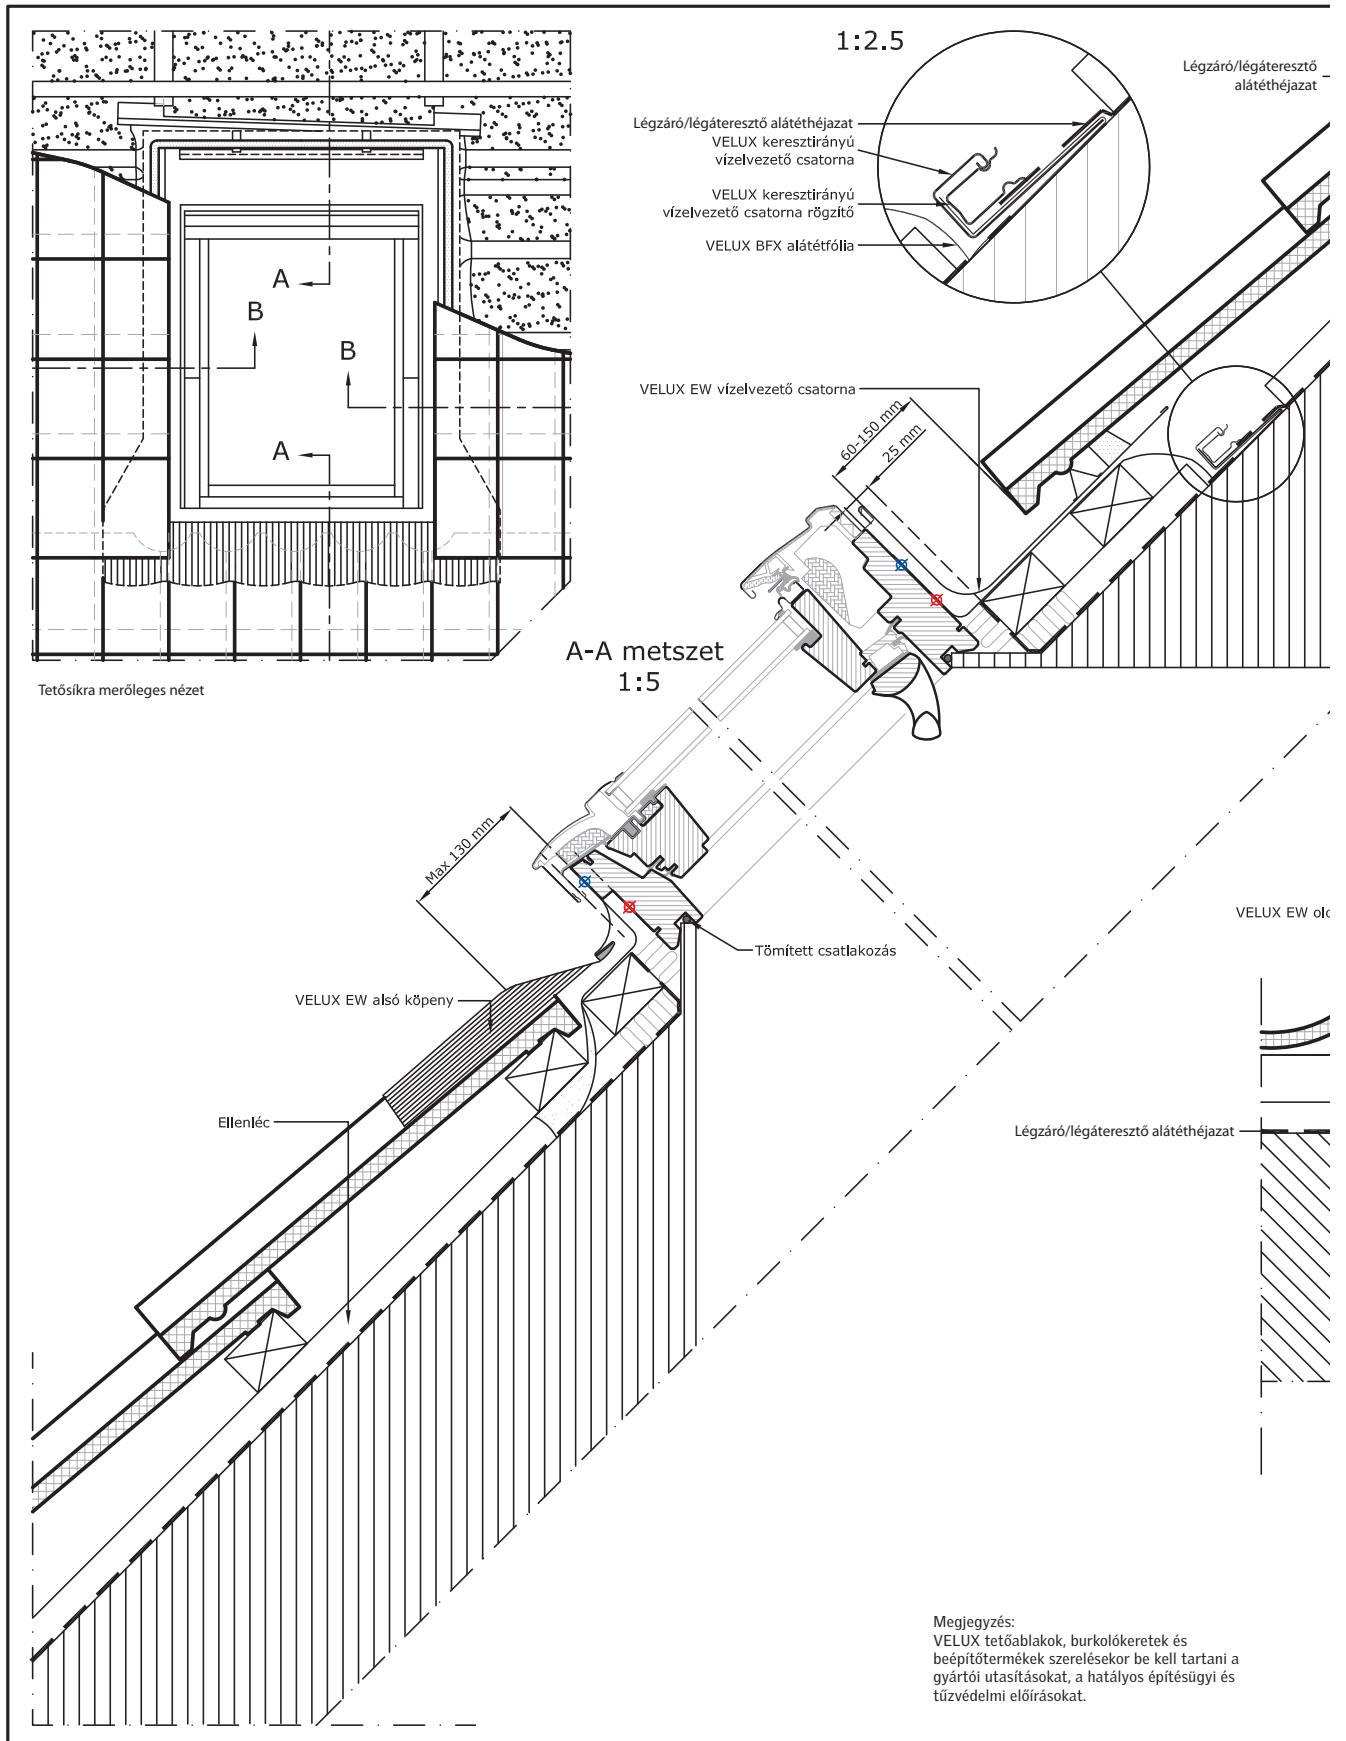 1:2.5
Légzáró/légáteresztő
alátéthéjazat
Légzáró/légáteresztő alátéthéjazat
VELUX keresztirányú
vízelvezető csatorna
VELUX keresztirányú
vízelvezető csatorna rögzítő
VELUX BFX alátétfólia
A
B
B
A
VELUX EW vízelvezető csatorna
60-150 mm
25 mm
A-A metszet
1:5
Tetősíkra merőleges nézet
Max 130 mm
VELUX EW
Tömített csatlakozás
VELUX EW alsó köpeny
Ellenléc
Légzáró/légáteresztő alátéthéjazat
Megjegyzés:
VELUX tetőablakok, burkolókeretek és
beépítőtermékek szerelésekor be kell tartani a
gyártói utasításokat, a hatályos építésügyi és
tűzvédelmi előírásokat.